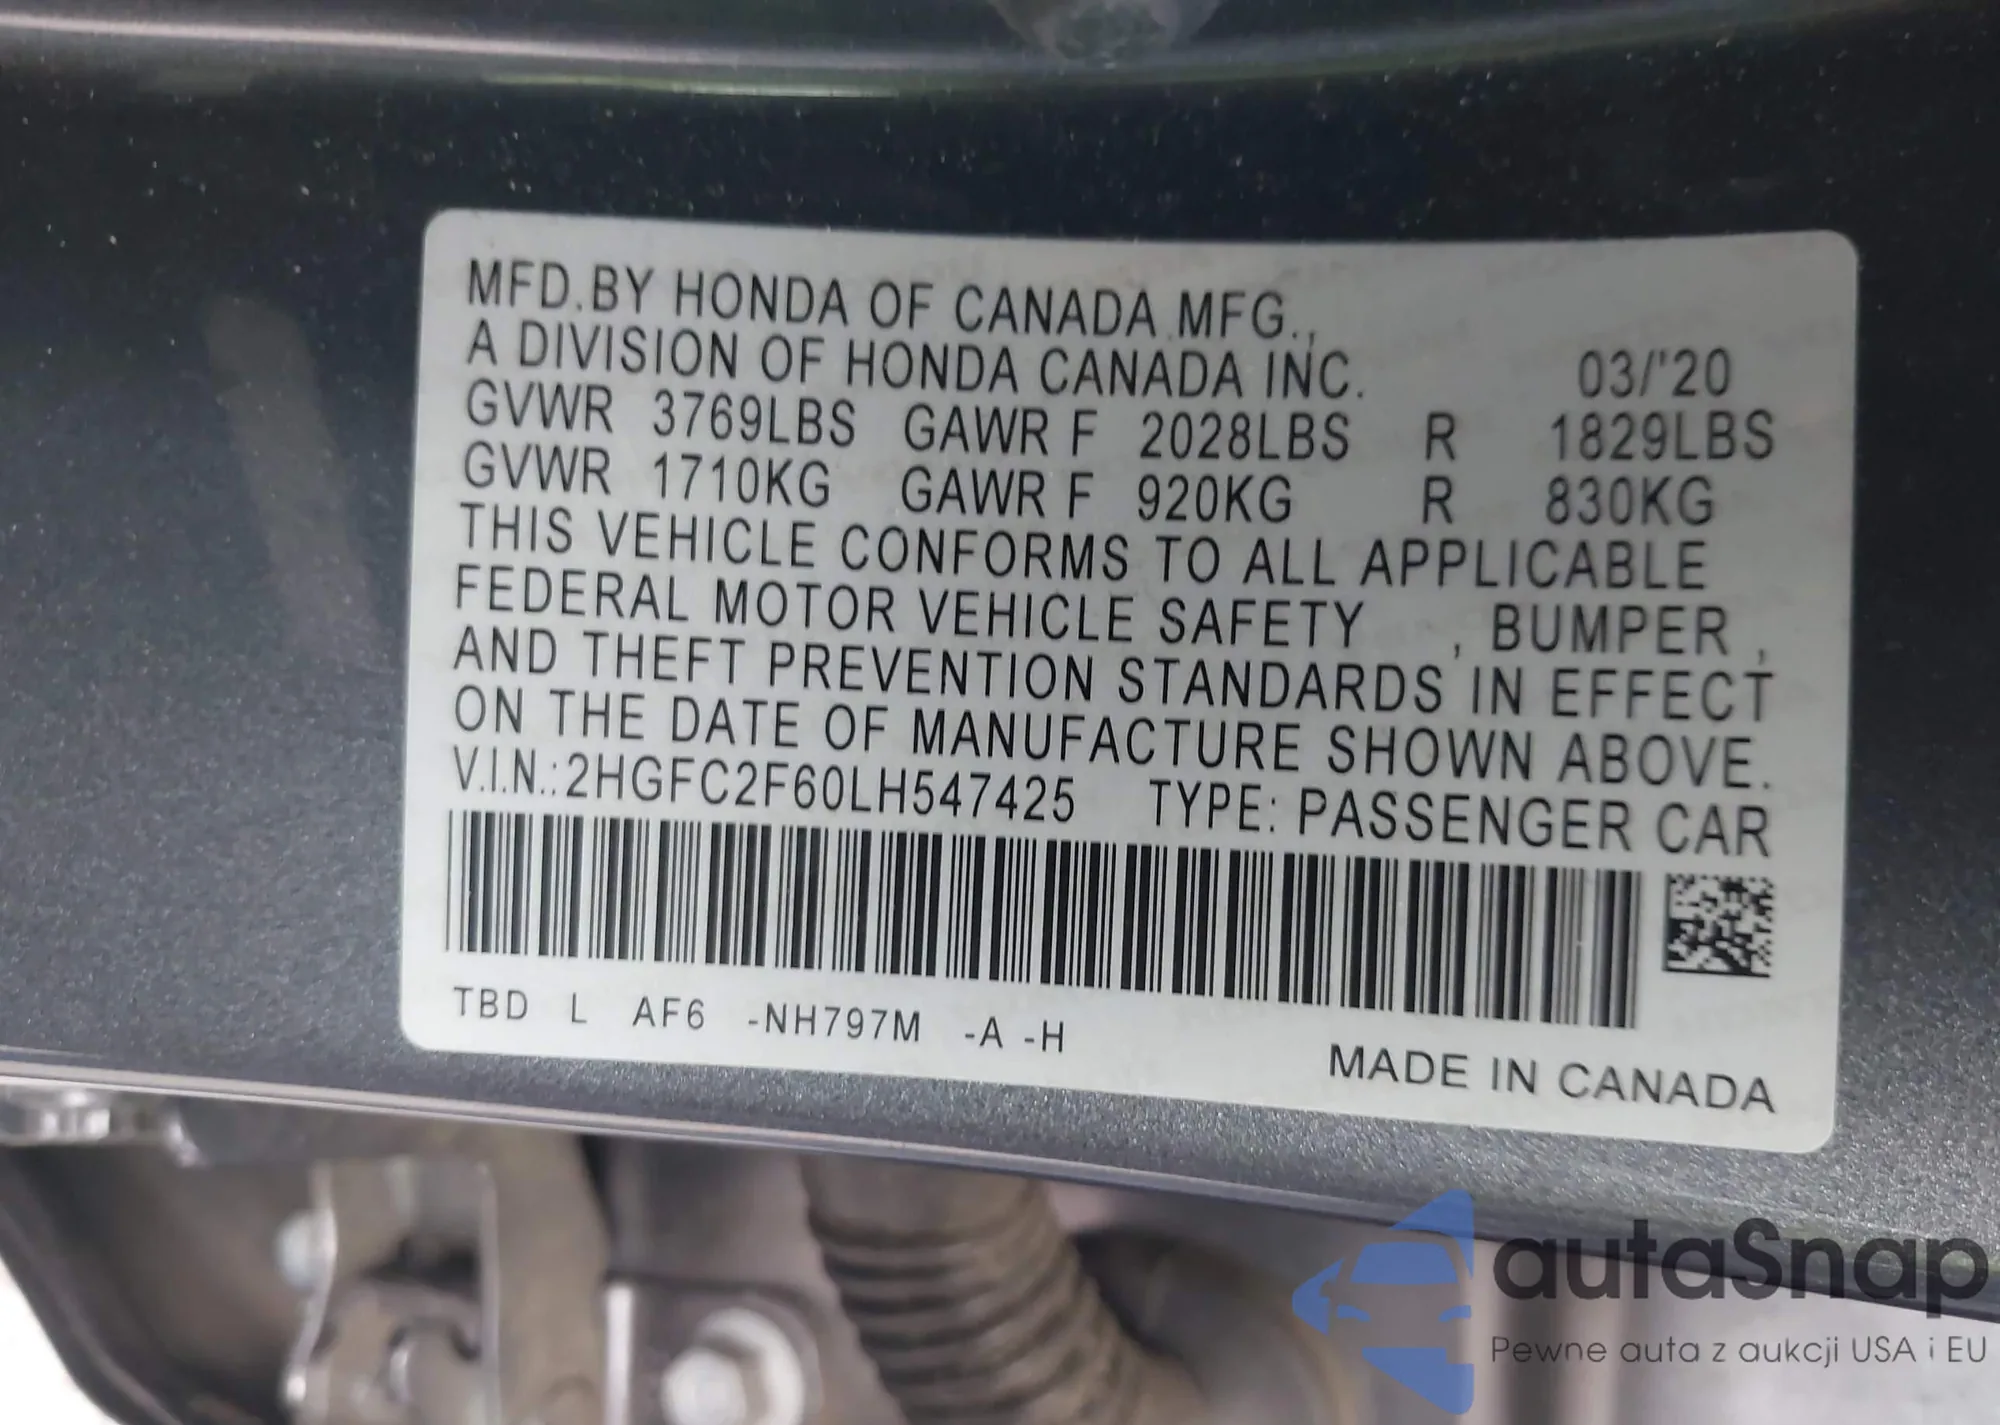 MFD.BY HONDA OF CANADA MFG.,
A DIVISION OF HONDA CANADA INC. 03/'20
GVWR 3769LBS GAWR F 2028LBS R 1829LBS
GVWR 1710KG GAWR F 920KG R 830KG
THIS VEHICLE CONFORMS TO ALL APPLICABLE
FEDERAL MOTOR VEHICLE SAFETY , BUMPER ,
AND THEFT PREVENTION STANDARDS IN EFFECT
ON THE DATE OF MANUFACTURE SHOWN ABOVE.
V.I.N.:2HGFC2F60LH547425 TYPE: PASSENGER CAR
TBD L AF6 -NH797M -A -H
MADE IN CANADA
autaSnap
Pewne auta z aukcji USA i EU